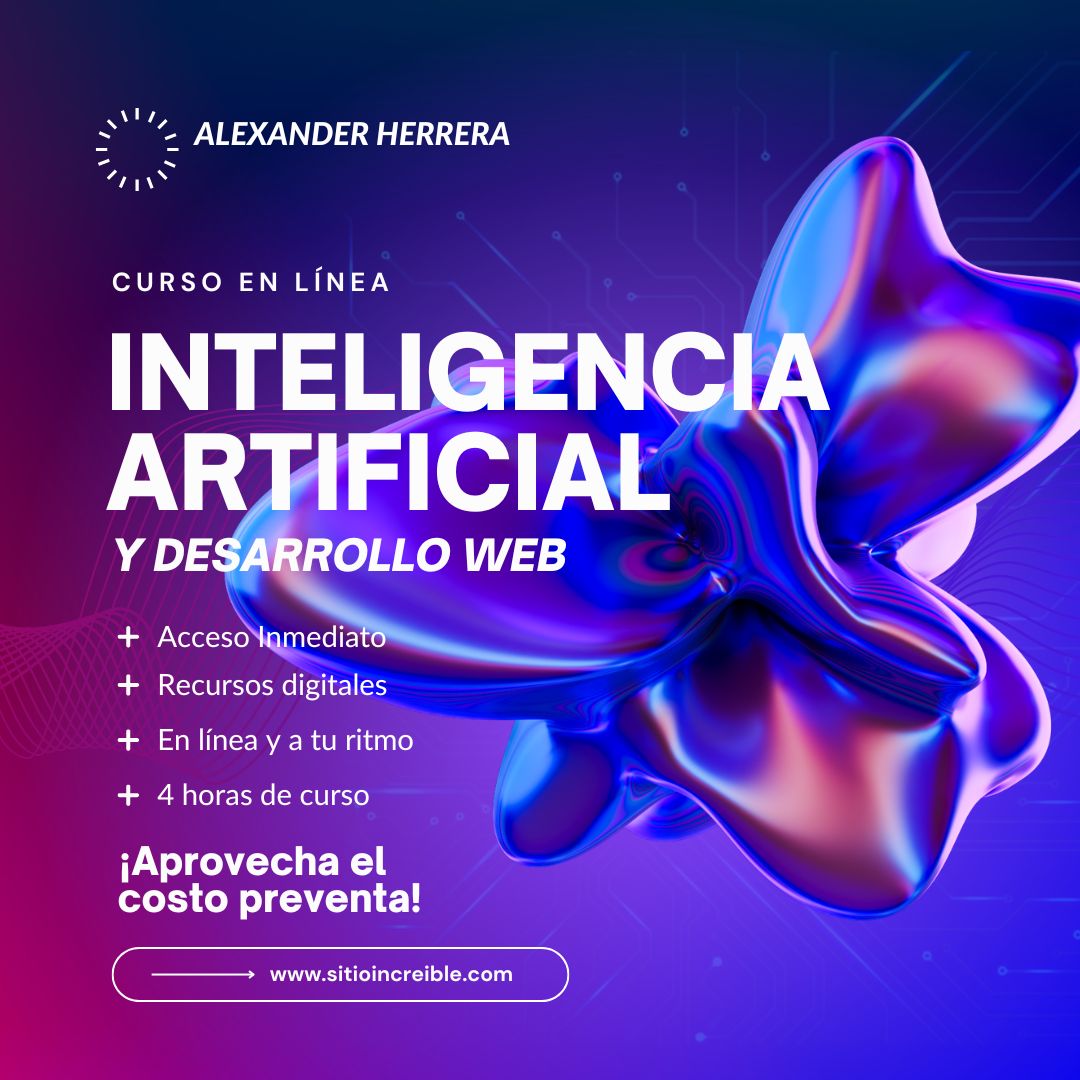 ALEXANDER HERRERA
CURSO EN LÍNEA
INTELIGENCIA
ARTIFICIAL
Y DESARROLLO WEB
+ Acceso Inmediato
+ Recursos digitales
+ En línea y a tu ritmo
+ 4 horas de curso
¡Aprovecha el
costo preventa!
www.sitioincreible.com